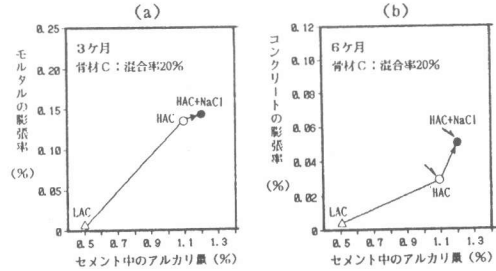 (a)
モルタルの膨張率
(%)
0.25
0.20
0.15
0.10
0.05
0
3ケ月
骨材C:混合率20%
HAC+NaCl
HAC
LAC
0.5 0.7 0.9 1.1 1.3
セメント中のアルカリ量(%)
(b)
コンクリートの膨張率
(%)
0.12
0.10
0.08
0.06
0.04
0.02
0
6ケ月
骨材C:混合率20%
HAC+NaCl
HAC
LAC
0.5 0.7 0.9 1.1 1.3
セメント中のアルカリ量(%)